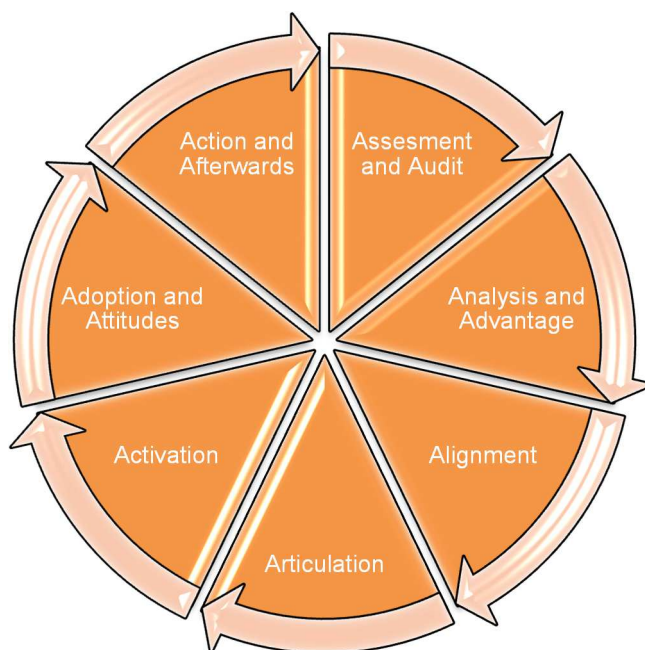 Assesment
and Audit
Analysis and
Advantage
Alignment
Articulation
Activation
Adoption and
Attitudes
Action and
Afterwards